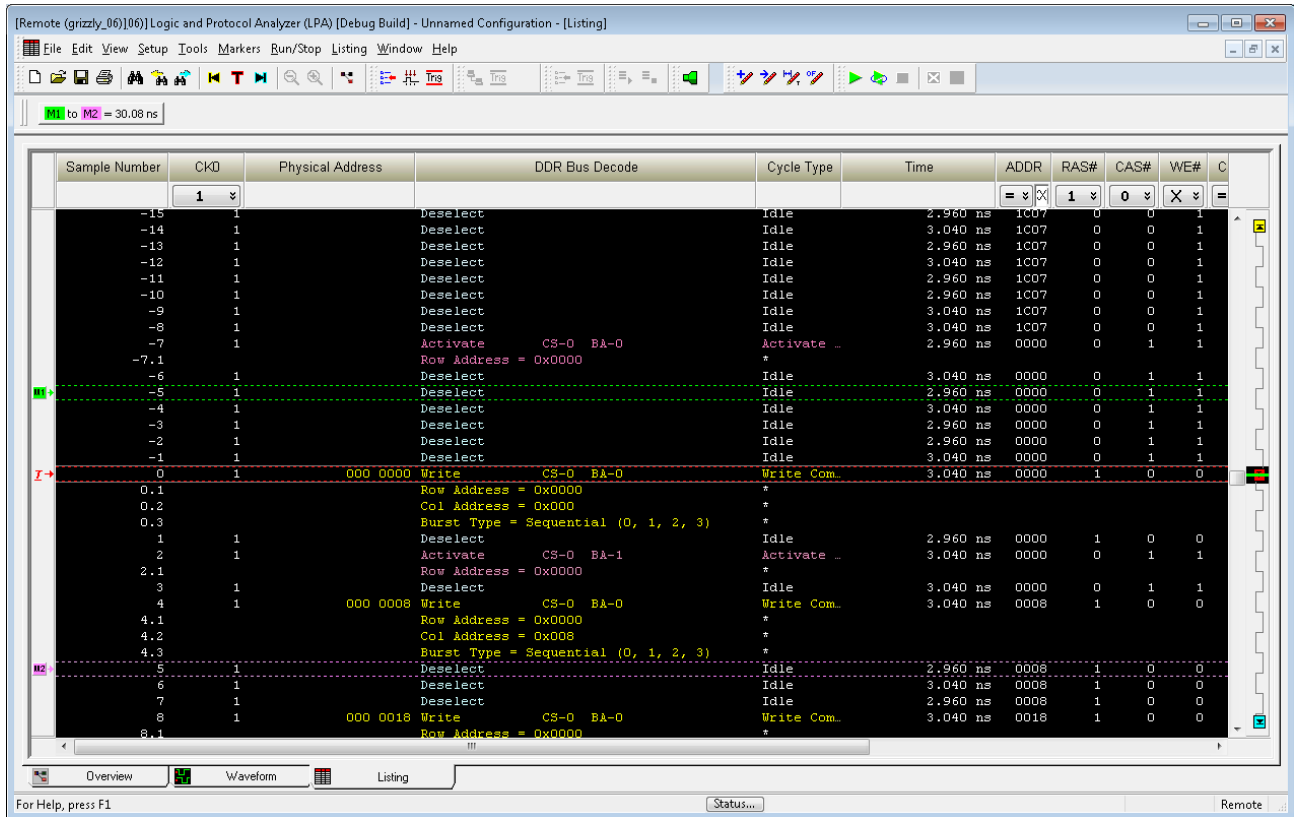 [Remote (grizzly_06)]06)] Logic and Protocol Analyzer (LPA) [Debug Build] - Unnamed Configuration - [Listing]
File Edit View Setup Tools Markers Run/Stop Listing Window Help
T Trig Trig Trig
M1 to M2 = 30.08 ns
Sample Number CK0 Physical Address DDR Bus Decode Cycle Type Time ADDR RAS# CAS# WE# C
1 = X 1 0 X =
-15 1 Deselect Idle 2.960 ns 1C07 0 0 1
-14 1 Deselect Idle 3.040 ns 1C07 0 0 1
-13 1 Deselect Idle 2.960 ns 1C07 0 0 1
-12 1 Deselect Idle 3.040 ns 1C07 0 0 1
-11 1 Deselect Idle 2.960 ns 1C07 0 0 1
-10 1 Deselect Idle 2.960 ns 1C07 0 0 1
-9 1 Deselect Idle 3.040 ns 1C07 0 0 1
-8 1 Deselect Idle 3.040 ns 1C07 0 0 1
-7 1 Activate CS-0 BA-0 Activate … 2.960 ns 0000 0 1 1
-7.1 Row Address = 0x0000 *
-6 1 Deselect Idle 3.040 ns 0000 0 1 1
M1 -5 1 Deselect Idle 2.960 ns 0000 0 1 1
-4 1 Deselect Idle 3.040 ns 0000 0 1 1
-3 1 Deselect Idle 2.960 ns 0000 0 1 1
-2 1 Deselect Idle 2.960 ns 0000 0 1 1
-1 1 Deselect Idle 3.040 ns 0000 0 1 1
T 0 1 000 0000 Write CS-0 BA-0 Write Com… 3.040 ns 0000 1 0 0
0.1 Row Address = 0x0000 *
0.2 Col Address = 0x000 *
0.3 Burst Type = Sequential (0, 1, 2, 3) *
1 1 Deselect Idle 2.960 ns 0000 1 0 0
2 1 Activate CS-0 BA-1 Activate … 3.040 ns 0000 0 1 1
2.1 Row Address = 0x0000 *
3 1 Deselect Idle 3.040 ns 0000 0 1 1
4 1 000 0008 Write CS-0 BA-0 Write Com… 3.040 ns 0008 1 0 0
4.1 Row Address = 0x0000 *
4.2 Col Address = 0x008 *
4.3 Burst Type = Sequential (0, 1, 2, 3) *
M2 5 1 Deselect Idle 2.960 ns 0008 1 0 0
6 1 Deselect Idle 3.040 ns 0008 1 0 0
7 1 Deselect Idle 2.960 ns 0008 1 0 0
8 1 000 0018 Write CS-0 BA-0 Write Com… 3.040 ns 0018 1 0 0
8.1 Row Address = 0x0000 *
Overview Waveform Listing
For Help, press F1 Status... Remote